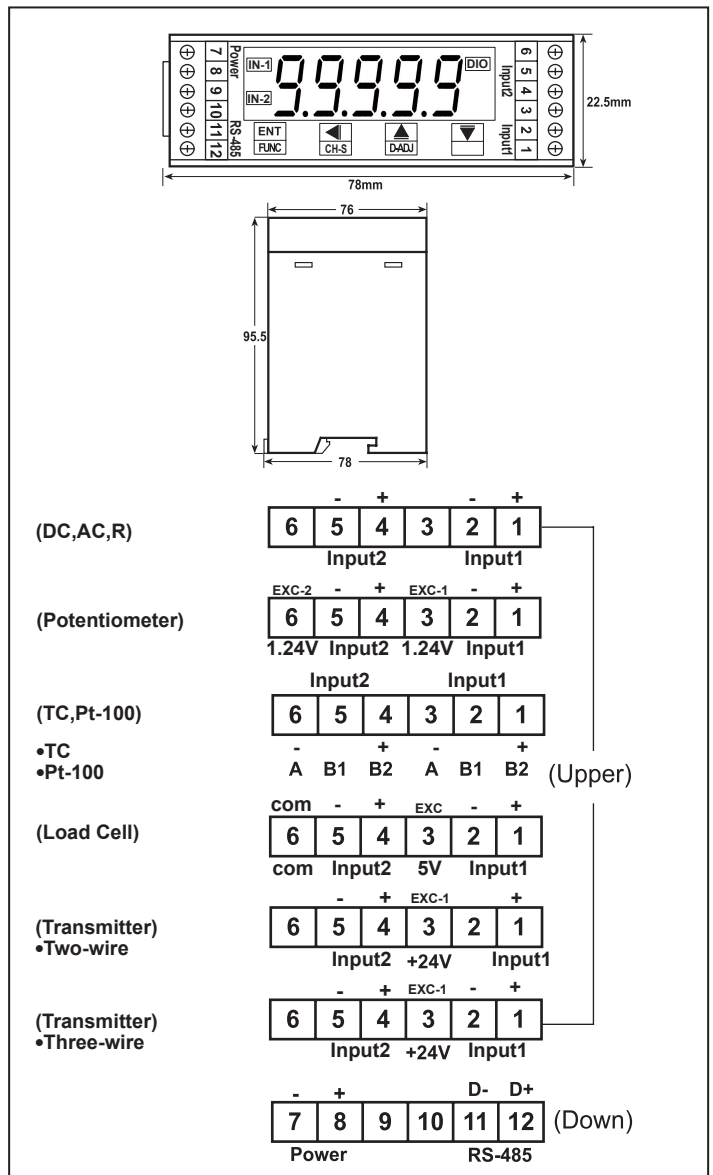 7 8 9 10 11 12
Power
RS-485
IN-1
IN-2
99999
DIO
ENT
FUNC
CH-S
D-ADJ
6 5 4 3 2 1
Input2
Input1
22.5mm
78mm
76
95.5
78
- + - +
(DC,AC,R) 6 5 4 3 2 1
Input2 Input1
EXC-2 - + EXC-1 - +
(Potentiometer) 6 5 4 3 2 1
1.24V Input2 1.24V Input1
Input2 Input1
(TC,Pt-100) 6 5 4 3 2 1
•TC - + - +
•Pt-100 A B1 B2 A B1 B2 (Upper)
com - + EXC - +
(Load Cell) 6 5 4 3 2 1
com Input2 5V Input1
- + EXC-1 +
(Transmitter) 6 5 4 3 2 1
•Two-wire
Input2 +24V Input1
- + EXC-1 - +
(Transmitter) 6 5 4 3 2 1
•Three-wire
Input2 +24V Input1
- + D- D+
7 8 9 10 11 12 (Down)
Power RS-485